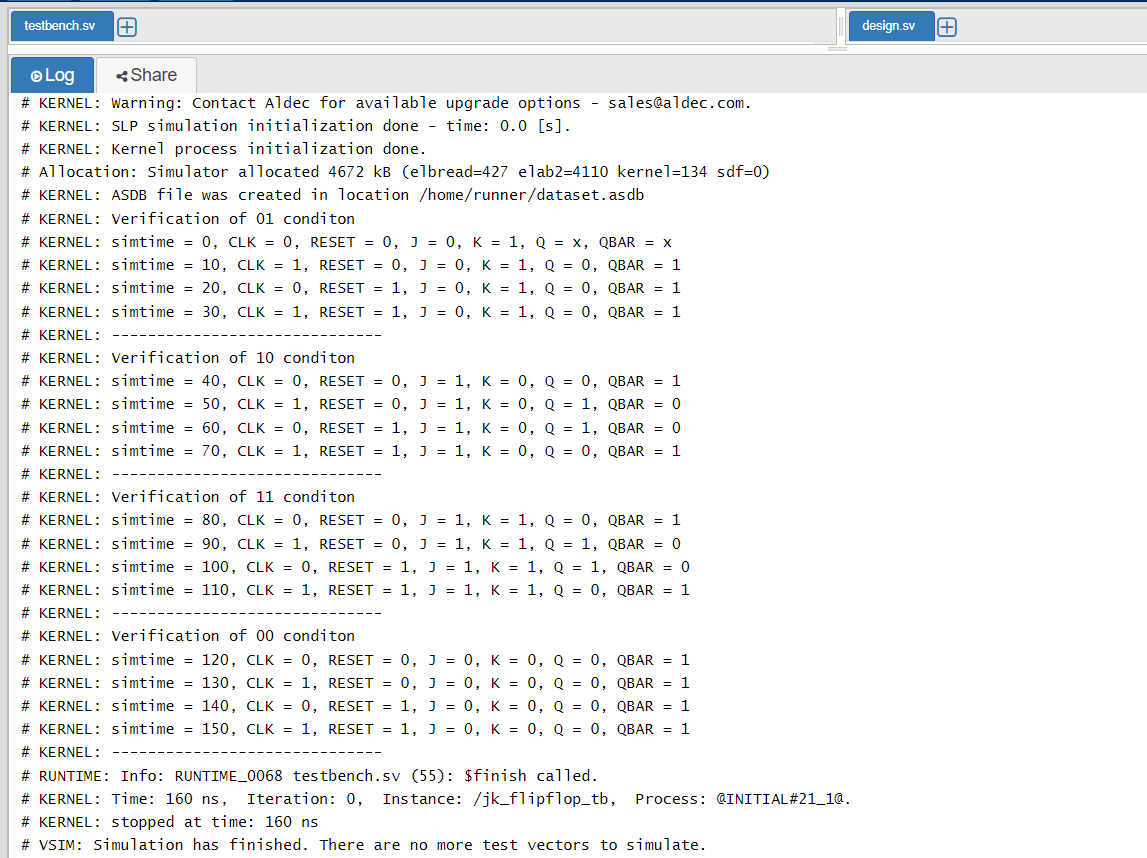 testbench.sv
design.sv
Log
Share
# KERNEL: Warning: Contact Aldec for available upgrade options - sales@aldec.com.
# KERNEL: SLP simulation initialization done - time: 0.0 [s].
# KERNEL: Kernel process initialization done.
# Allocation: Simulator allocated 4672 kB (elbread=427 elab2=4110 kernel=134 sdf=0)
# KERNEL: ASDB file was created in location /home/runner/dataset.asdb
# KERNEL: Verification of 01 conditon
# KERNEL: simtime = 0, CLK = 0, RESET = 0, J = 0, K = 1, Q = x, QBAR = x
# KERNEL: simtime = 10, CLK = 1, RESET = 0, J = 0, K = 1, Q = 0, QBAR = 1
# KERNEL: simtime = 20, CLK = 0, RESET = 1, J = 0, K = 1, Q = 0, QBAR = 1
# KERNEL: simtime = 30, CLK = 1, RESET = 1, J = 0, K = 1, Q = 0, QBAR = 1
# KERNEL: ------------------------------
# KERNEL: Verification of 10 conditon
# KERNEL: simtime = 40, CLK = 0, RESET = 0, J = 1, K = 0, Q = 0, QBAR = 1
# KERNEL: simtime = 50, CLK = 1, RESET = 0, J = 1, K = 0, Q = 1, QBAR = 0
# KERNEL: simtime = 60, CLK = 0, RESET = 1, J = 1, K = 0, Q = 1, QBAR = 0
# KERNEL: simtime = 70, CLK = 1, RESET = 1, J = 1, K = 0, Q = 0, QBAR = 1
# KERNEL: ------------------------------
# KERNEL: Verification of 11 conditon
# KERNEL: simtime = 80, CLK = 0, RESET = 0, J = 1, K = 1, Q = 0, QBAR = 1
# KERNEL: simtime = 90, CLK = 1, RESET = 0, J = 1, K = 1, Q = 1, QBAR = 0
# KERNEL: simtime = 100, CLK = 0, RESET = 1, J = 1, K = 1, Q = 1, QBAR = 0
# KERNEL: simtime = 110, CLK = 1, RESET = 1, J = 1, K = 1, Q = 0, QBAR = 1
# KERNEL: ------------------------------
# KERNEL: Verification of 00 conditon
# KERNEL: simtime = 120, CLK = 0, RESET = 0, J = 0, K = 0, Q = 0, QBAR = 1
# KERNEL: simtime = 130, CLK = 1, RESET = 0, J = 0, K = 0, Q = 0, QBAR = 1
# KERNEL: simtime = 140, CLK = 0, RESET = 1, J = 0, K = 0, Q = 0, QBAR = 1
# KERNEL: simtime = 150, CLK = 1, RESET = 1, J = 0, K = 0, Q = 0, QBAR = 1
# KERNEL: ------------------------------
# RUNTIME: Info: RUNTIME_0068 testbench.sv (55): $finish called.
# KERNEL: Time: 160 ns,  Iteration: 0,  Instance: /jk_flipflop_tb,  Process: @INITIAL#21_1@.
# KERNEL: stopped at time: 160 ns
# VSIM: Simulation has finished. There are no more test vectors to simulate.